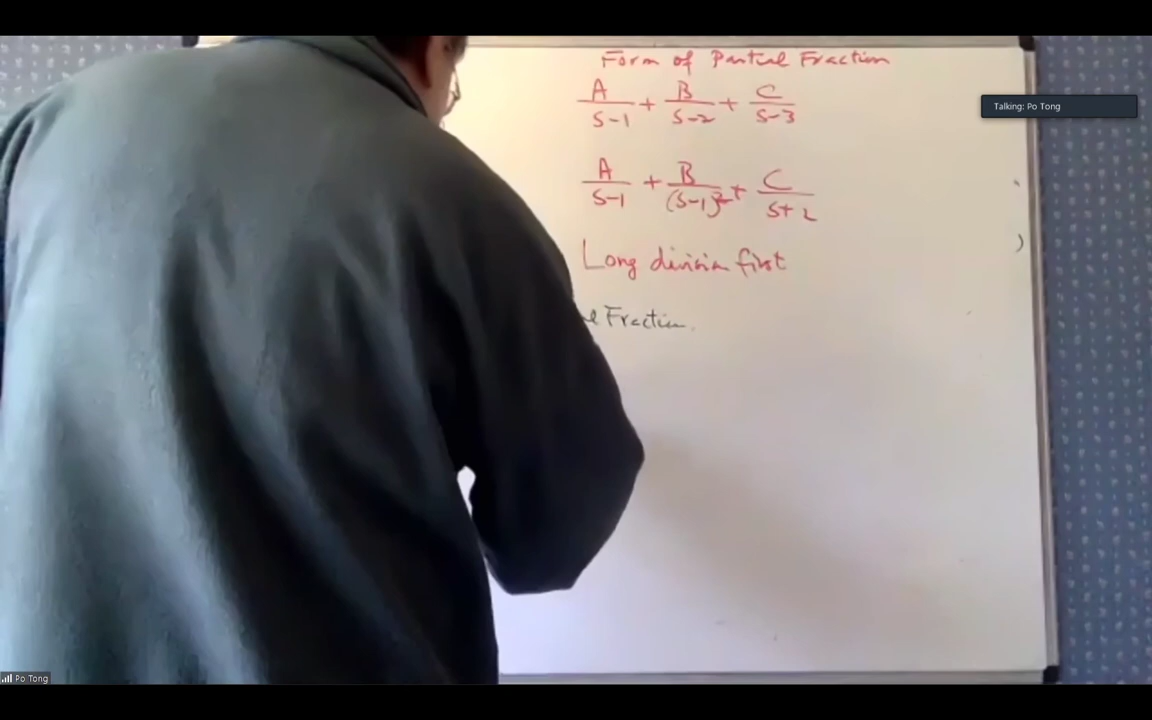 Form of Partial Fraction
A/(S-1) + B/(S-2) + C/(S-3)
Talking: Po Tong
A/(S-1) + B/(S-1)² + C/(S+2)
Long division first
Fraction.
Po Tong